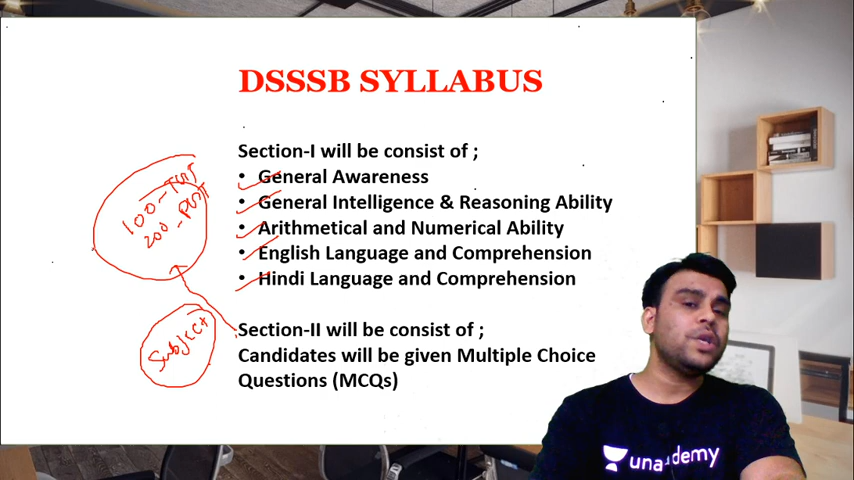 DSSSB SYLLABUS
Section-I will be consist of ;
• General Awareness
• General Intelligence & Reasoning Ability
• Arithmetical and Numerical Ability
• English Language and Comprehension
• Hindi Language and Comprehension
100 - TGT
200 - PGT
Section-II will be consist of ;
Candidates will be given Multiple Choice
Questions (MCQs)
Subject
unacademy